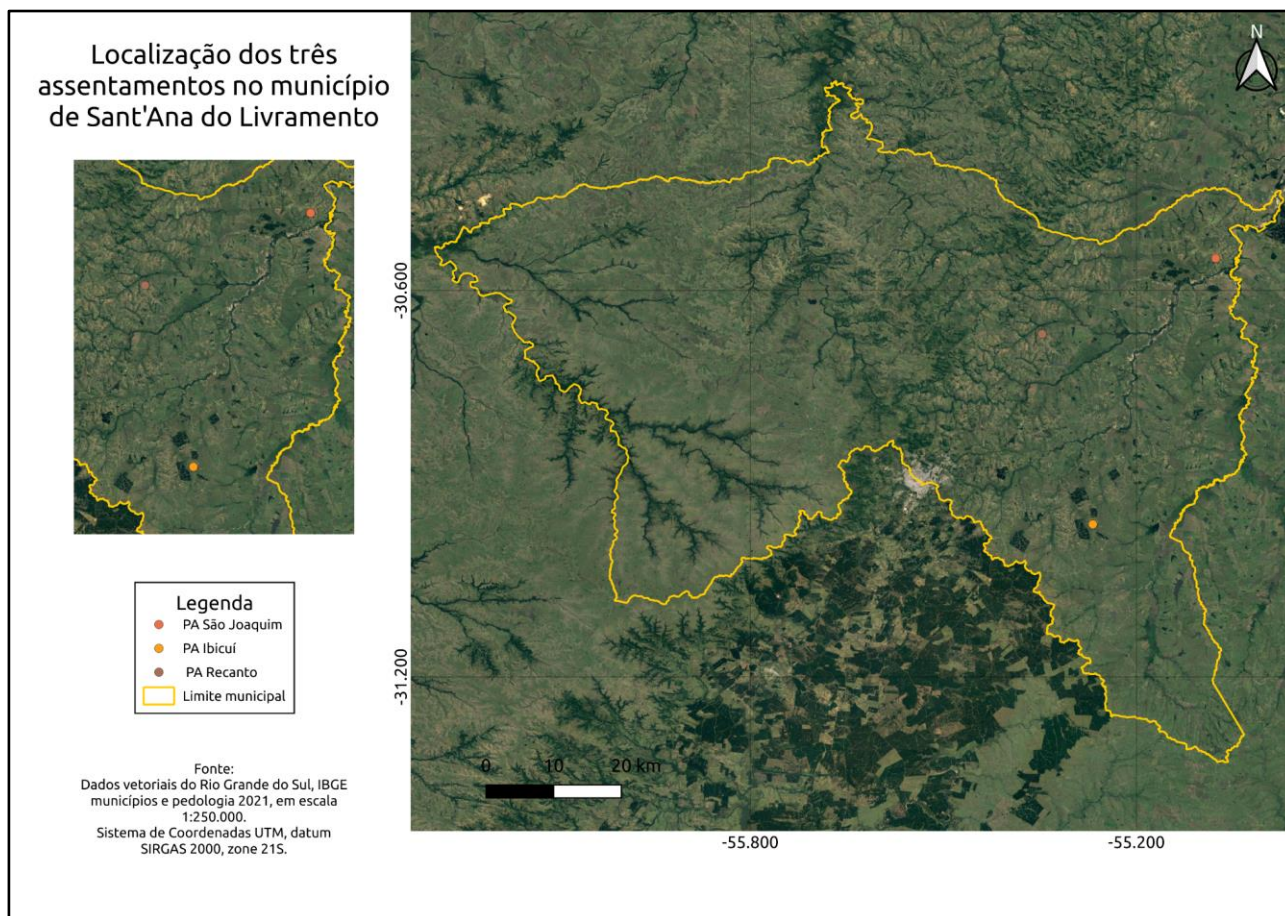 Localização dos três
assentamentos no município
de Sant'Ana do Livramento
N
-30.600
-31.200
0 10 20 km
-55.800
-55.200
Legenda
PA São Joaquim
PA Ibicuí
PA Recanto
Limite municipal
Fonte:
Dados vetoriais do Rio Grande do Sul, IBGE
municípios e pedologia 2021, em escala
1:250.000.
Sistema de Coordenadas UTM, datum
SIRGAS 2000, zone 21S.